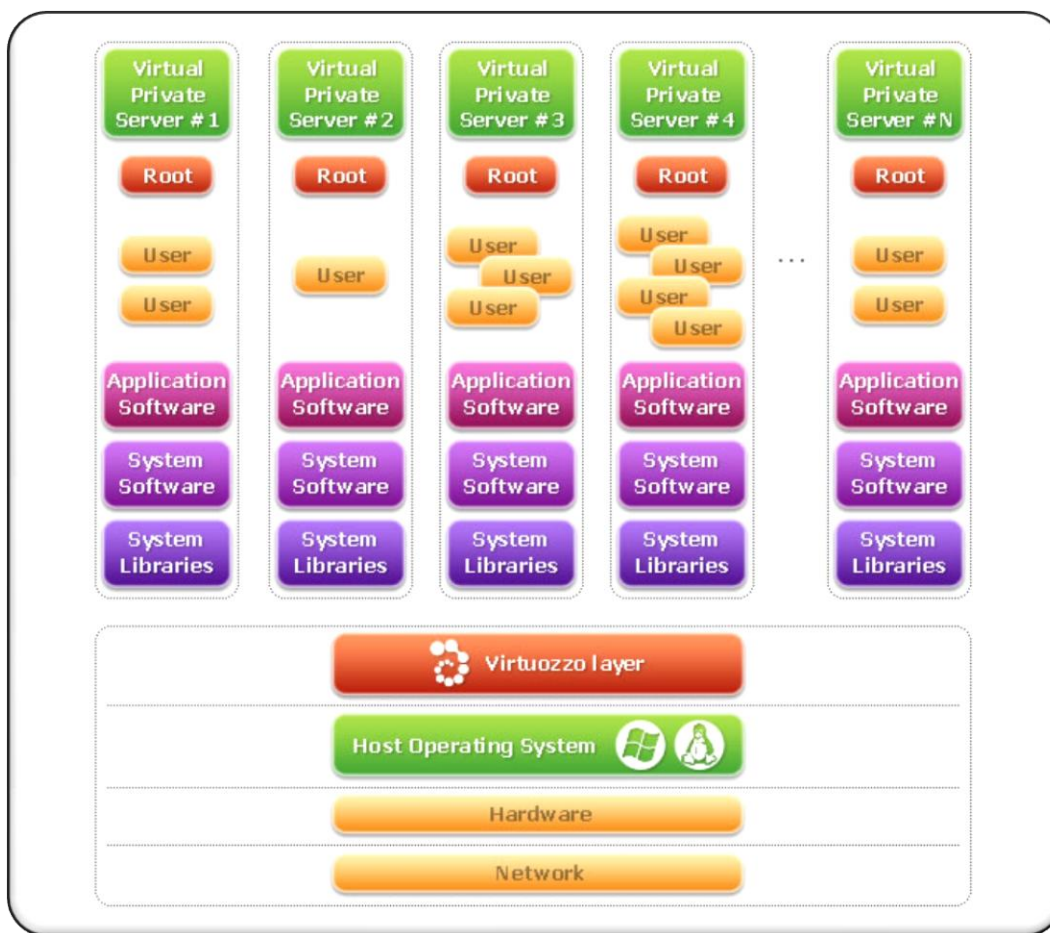 Virtual
Private
Server #1
Virtual
Private
Server #2
Virtual
Private
Server #3
Virtual
Private
Server #4
Virtual
Private
Server #N
Root
Root
Root
Root
Root
User
User
User
User
User
User
User
User
User
User
...
User
User
Application
Software
Application
Software
Application
Software
Application
Software
Application
Software
System
Software
System
Software
System
Software
System
Software
System
Software
System
Libraries
System
Libraries
System
Libraries
System
Libraries
System
Libraries
Virtuozzo layer
Host Operating System
Hardware
Network